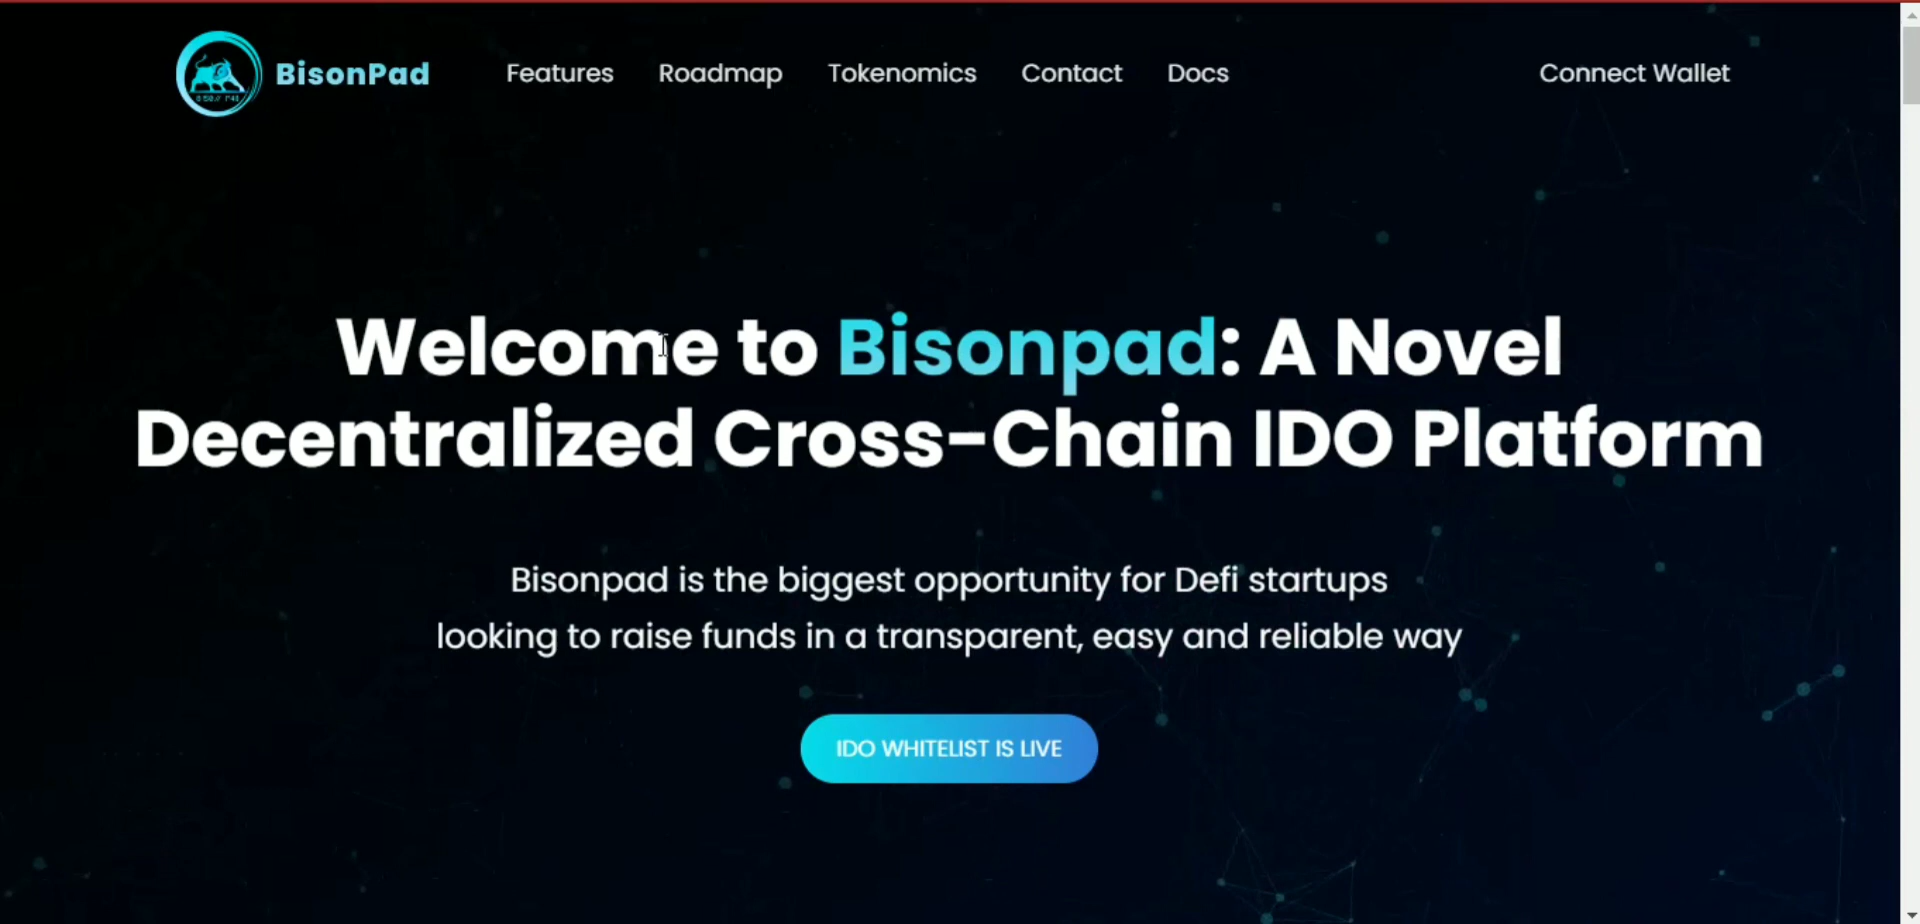 BisonPad
Features
Roadmap
Tokenomics
Contact
Docs
Connect Wallet
Welcome to Bisonpad: A Novel
Decentralized Cross-Chain IDO Platform
Bisonpad is the biggest opportunity for Defi startups
looking to raise funds in a transparent, easy and reliable way
IDO WHITELIST IS LIVE